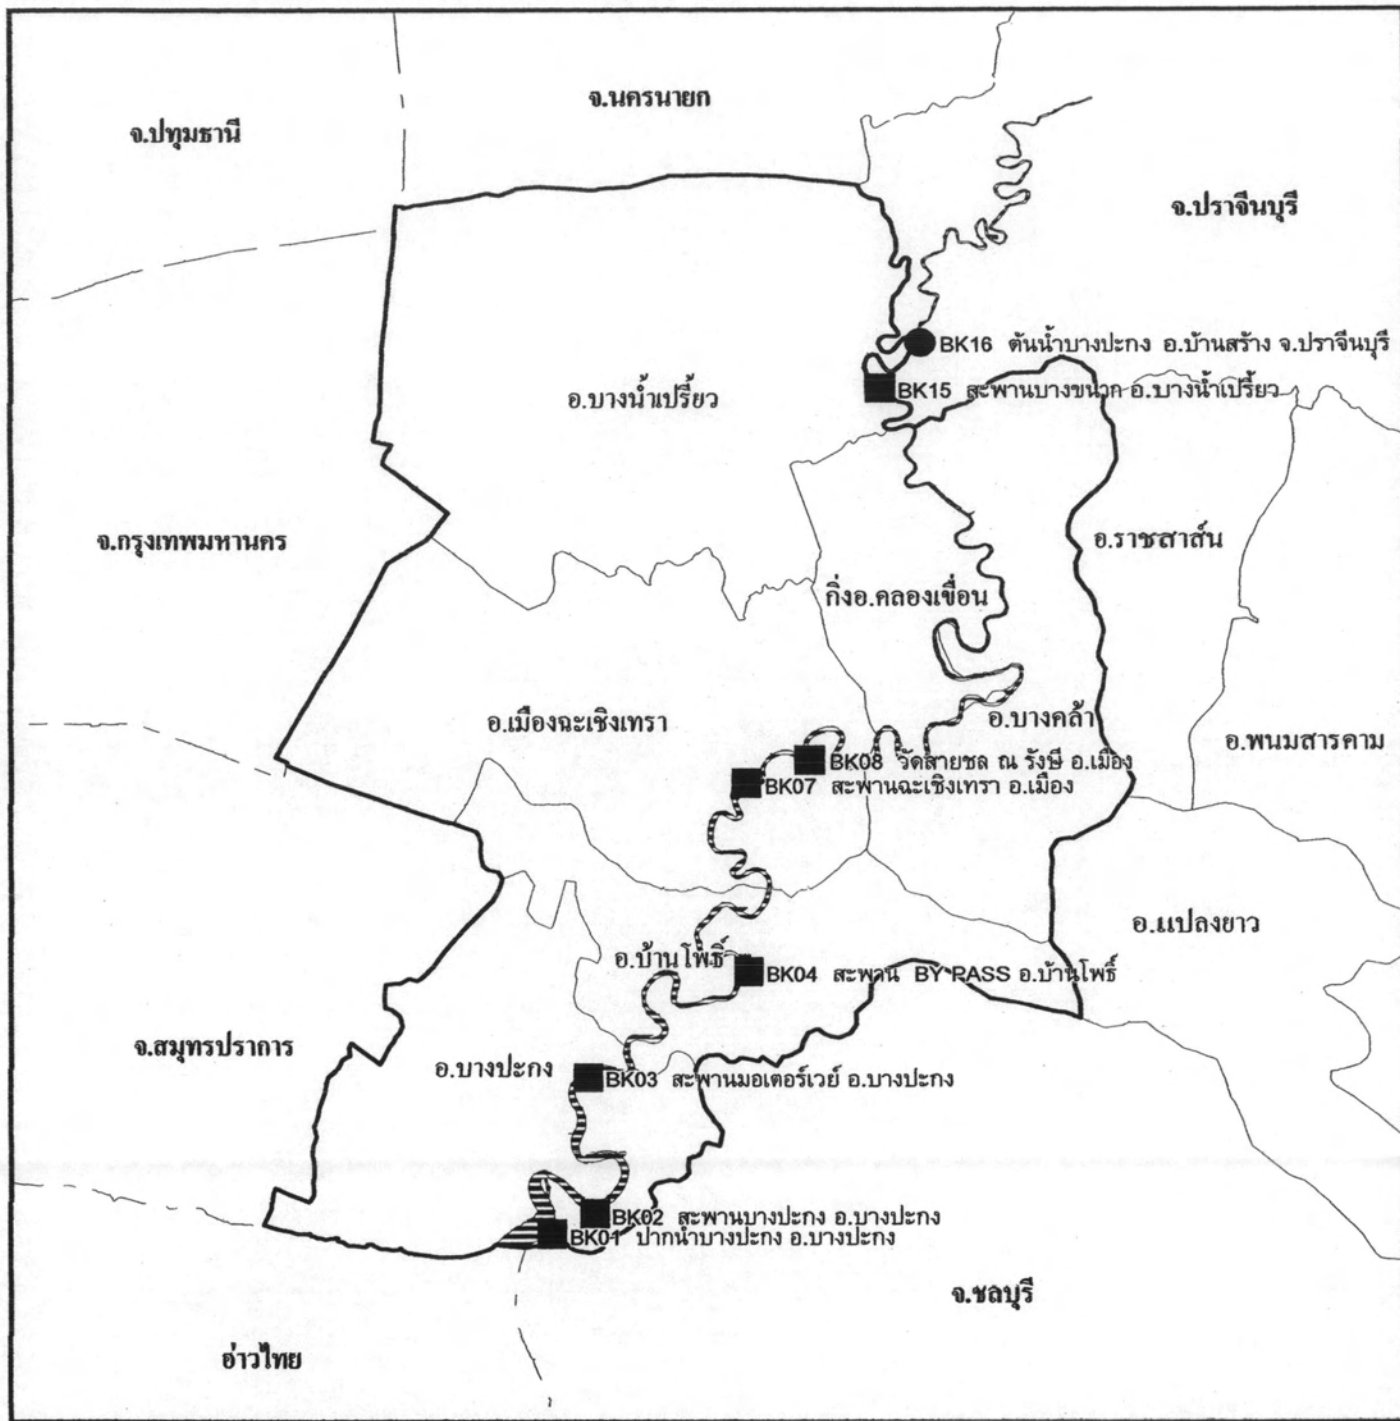 จ.นครนายก
จ.ปทุมธานี
จ.ปราจีนบุรี
BK16 ต้นน้ำบางปะกง อ.บ้านสร้าง จ.ปราจีนบุรี
BK15 สะพานบางขนาก อ.บางน้ำเปรี้ยว
อ.บางน้ำเปรี้ยว
จ.กรุงเทพมหานคร
อ.ราชสาส์น
กิ่งอ.คลองเขื่อน
อ.เมืองฉะเชิงเทรา
อ.บางคล้า
อ.พนมสารคาม
BK08 วัดสายชล ณ รังษี อ.เมือง
BK07 สะพานฉะเชิงเทรา อ.เมือง
อ.แปลงยาว
อ.บ้านโพธิ์
BK04 สะพาน BY PASS อ.บ้านโพธิ์
จ.สมุทรปราการ
อ.บางปะกง
BK03 สะพานมอเตอร์เวย์ อ.บางปะกง
BK02 สะพานบางปะกง อ.บางปะกง
BK01 ปากน้ำบางปะกง อ.บางปะกง
จ.ชลบุรี
อ่าวไทย